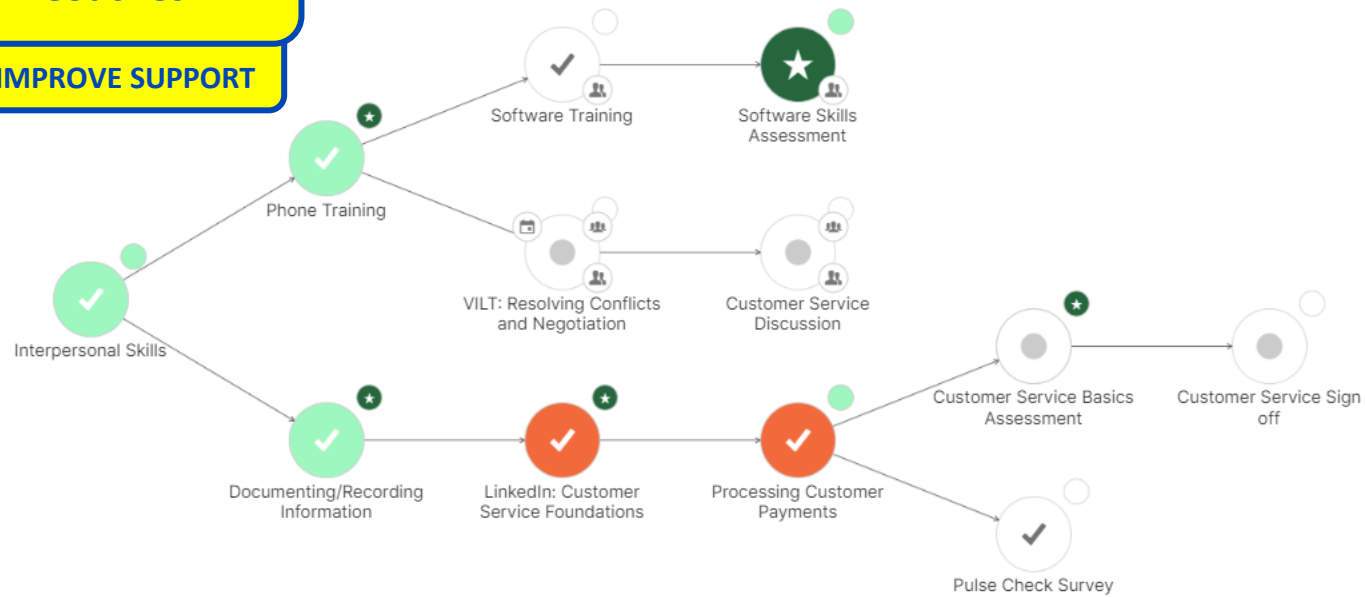 IMPROVE SUPPORT
Software Training
Software Skills
Assessment
Phone Training
VILT: Resolving Conflicts
and Negotiation
Customer Service
Discussion
Interpersonal Skills
Customer Service Basics
Assessment
Customer Service Sign
off
Documenting/Recording
Information
LinkedIn: Customer
Service Foundations
Processing Customer
Payments
Pulse Check Survey